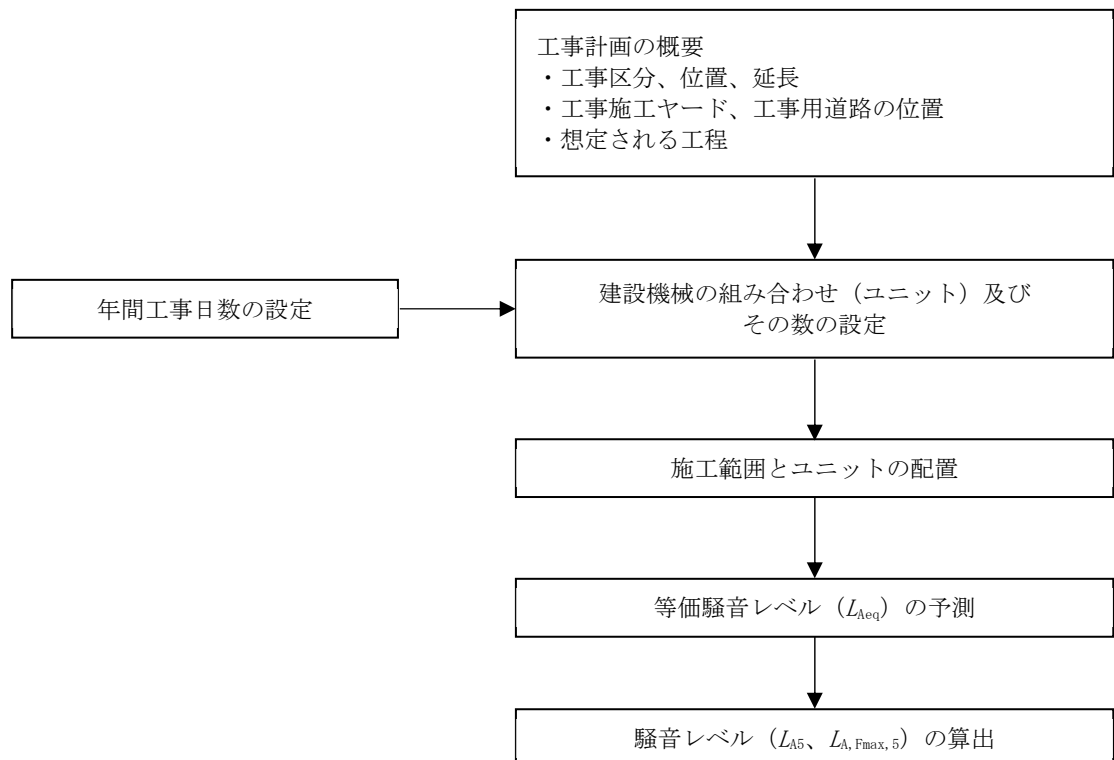 工事計画の概要
・工事区分、位置、延長
・工事施工ヤード、工事用道路の位置
・想定される工程
年間工事日数の設定
建設機械の組み合わせ（ユニット）及び
その数の設定
施工範囲とユニットの配置
等価騒音レベル（LAeq）の予測
騒音レベル（LA5、LA,Fmax,5）の算出